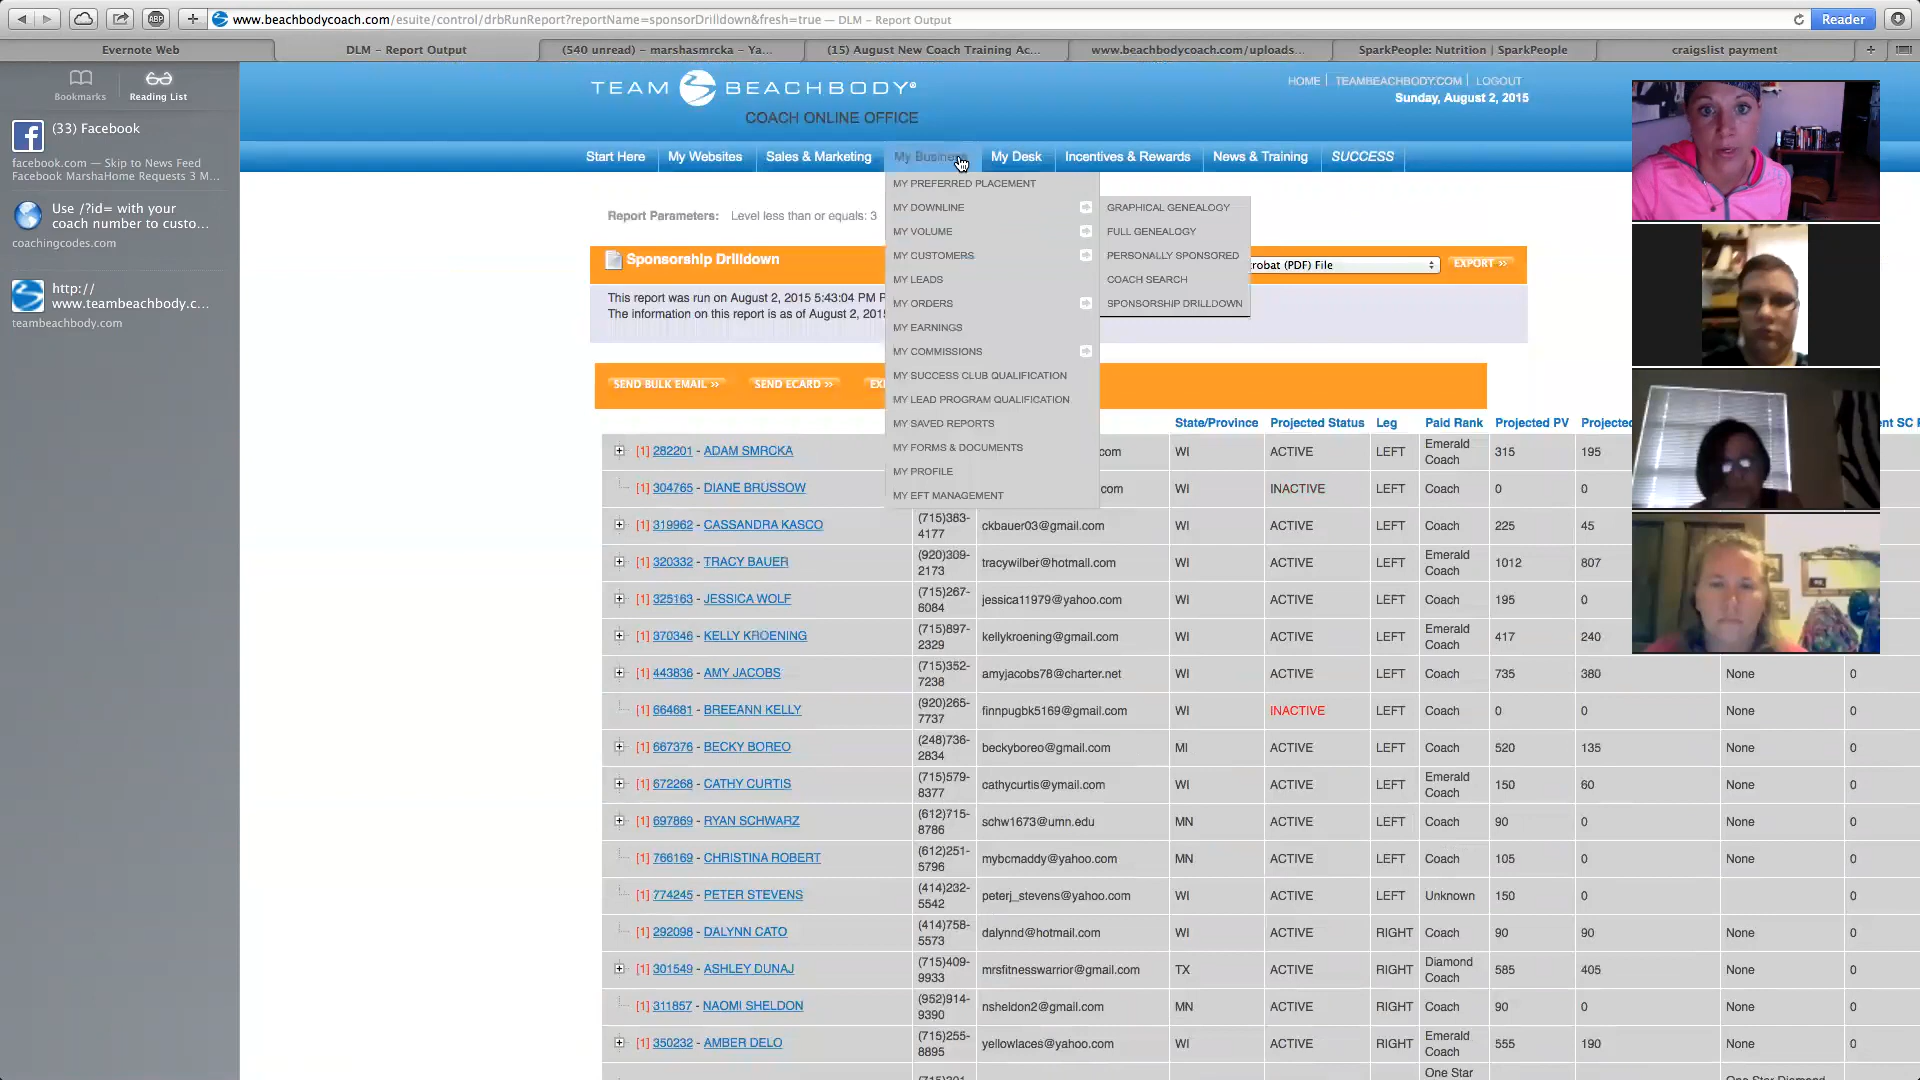 www.beachbodycoach.com/esuite/control/drbRunReport?reportName=sponsorDrilldown&fresh=true — DLM – Report Output
Reader
Evernote Web
DLM – Report Output
(540 unread) – marshasmrcka – Ya...
(15) August New Coach Training Ac...
www.beachbodycoach.com/uploads...
SparkPeople: Nutrition | SparkPeople
craigslist payment
ABP
Bookmarks
Reading List
(33) Facebook
facebook.com — Skip to News Feed
Facebook MarshaHome Requests 3 M...
Use /?id= with your
coach number to custo...
coachingcodes.com
http://
www.teambeachbody.c...
teambeachbody.com
TEAM BEACHBODY®
COACH ONLINE OFFICE
HOME | TEAMBEACHBODY.COM | LOGOUT
Sunday, August 2, 2015
Start Here
My Websites
Sales & Marketing
My Busin
My Desk
Incentives & Rewards
News & Training
SUCCESS
MY PREFERRED PLACEMENT
MY DOWNLINE
MY VOLUME
MY CUSTOMERS
MY LEADS
MY ORDERS
MY EARNINGS
MY COMMISSIONS
MY SUCCESS CLUB QUALIFICATION
MY LEAD PROGRAM QUALIFICATION
MY SAVED REPORTS
MY FORMS & DOCUMENTS
MY PROFILE
MY EFT MANAGEMENT
GRAPHICAL GENEALOGY
FULL GENEALOGY
PERSONALLY SPONSORED
COACH SEARCH
SPONSORSHIP DRILLDOWN
Report Parameters: Level less than or equals: 3
Sponsorship Drilldown
crobat (PDF) File
EXPORT >>
This report was run on August 2, 2015 5:43:04 PM P
The information on this report is as of August 2, 201
SEND BULK EMAIL >>
SEND ECARD >>
EX
State/Province Projected Status Leg Paid Rank Projected PV Projected ent SC P
[1] 282201 - ADAM SMRCKA com WI ACTIVE LEFT Emerald Coach 315 195
[1] 304765 - DIANE BRUSSOW com WI INACTIVE LEFT Coach 0 0
[1] 319962 - CASSANDRA KASCO (715)383-4177 ckbauer03@gmail.com WI ACTIVE LEFT Coach 225 45
[1] 320332 - TRACY BAUER (920)309-2173 tracywilber@hotmail.com WI ACTIVE LEFT Emerald Coach 1012 807
[1] 325163 - JESSICA WOLF (715)267-8084 jessica11979@yahoo.com WI ACTIVE LEFT Coach 195 0
[1] 370346 - KELLY KROENING (715)897-2329 kellykroening@gmail.com WI ACTIVE LEFT Emerald Coach 417 240
[1] 443836 - AMY JACOBS (715)352-7238 amyjacobs78@charter.net WI ACTIVE LEFT Coach 735 380 None 0
[1] 664681 - BREEANN KELLY (920)265-7737 finnpugbk5169@gmail.com WI INACTIVE LEFT Coach 0 0 None 0
[1] 667376 - BECKY BOREO (248)736-2834 beckyboreo@gmail.com MI ACTIVE LEFT Coach 520 135 None 0
[1] 672268 - CATHY CURTIS (715)579-8377 cathycurtis@ymail.com WI ACTIVE LEFT Emerald Coach 150 60 None 0
[1] 697869 - RYAN SCHWARZ (612)715-8786 schw1673@umn.edu MN ACTIVE LEFT Coach 90 0 None 0
[1] 766169 - CHRISTINA ROBERT (612)251-5796 mybcmaddy@yahoo.com MN ACTIVE LEFT Coach 105 0 None 0
[1] 774245 - PETER STEVENS (414)232-5542 peterj_stevens@yahoo.com WI ACTIVE LEFT Unknown 150 0 0
[1] 292098 - DALYNN CATO (414)758-5573 dalynnd@hotmail.com WI ACTIVE RIGHT Coach 90 90 None 0
[1] 301549 - ASHLEY DUNAJ (715)409-9933 mrsfitnesswarrior@gmail.com TX ACTIVE RIGHT Diamond Coach 585 405 None 0
[1] 311857 - NAOMI SHELDON (952)914-9390 nsheldon2@gmail.com MN ACTIVE RIGHT Coach 90 0 None 0
[1] 350232 - AMBER DELO (715)255-8895 yellowlaces@yahoo.com WI ACTIVE RIGHT Emerald Coach 555 190 None 0
One Star